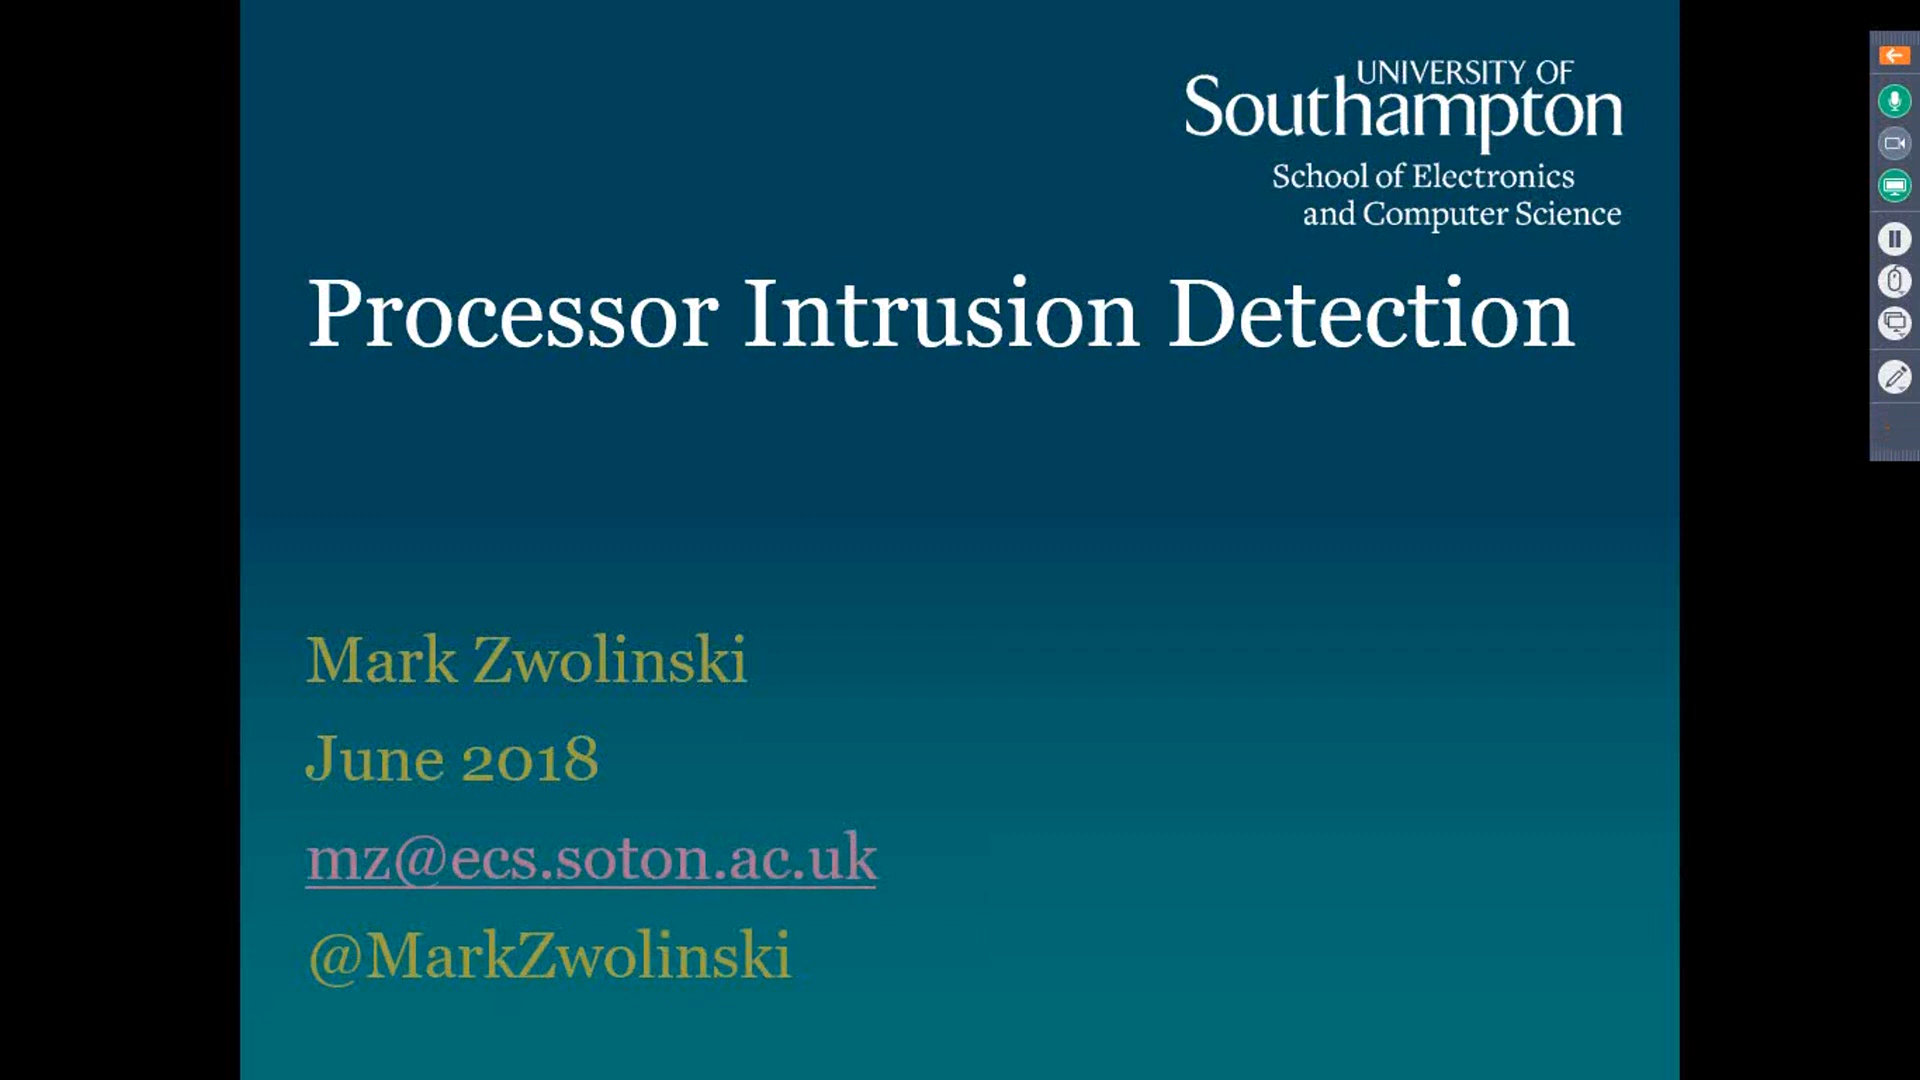 UNIVERSITY OF
Southampton
School of Electronics
and Computer Science
Processor Intrusion Detection
Mark Zwolinski
June 2018
mz@ecs.soton.ac.uk
@MarkZwolinski